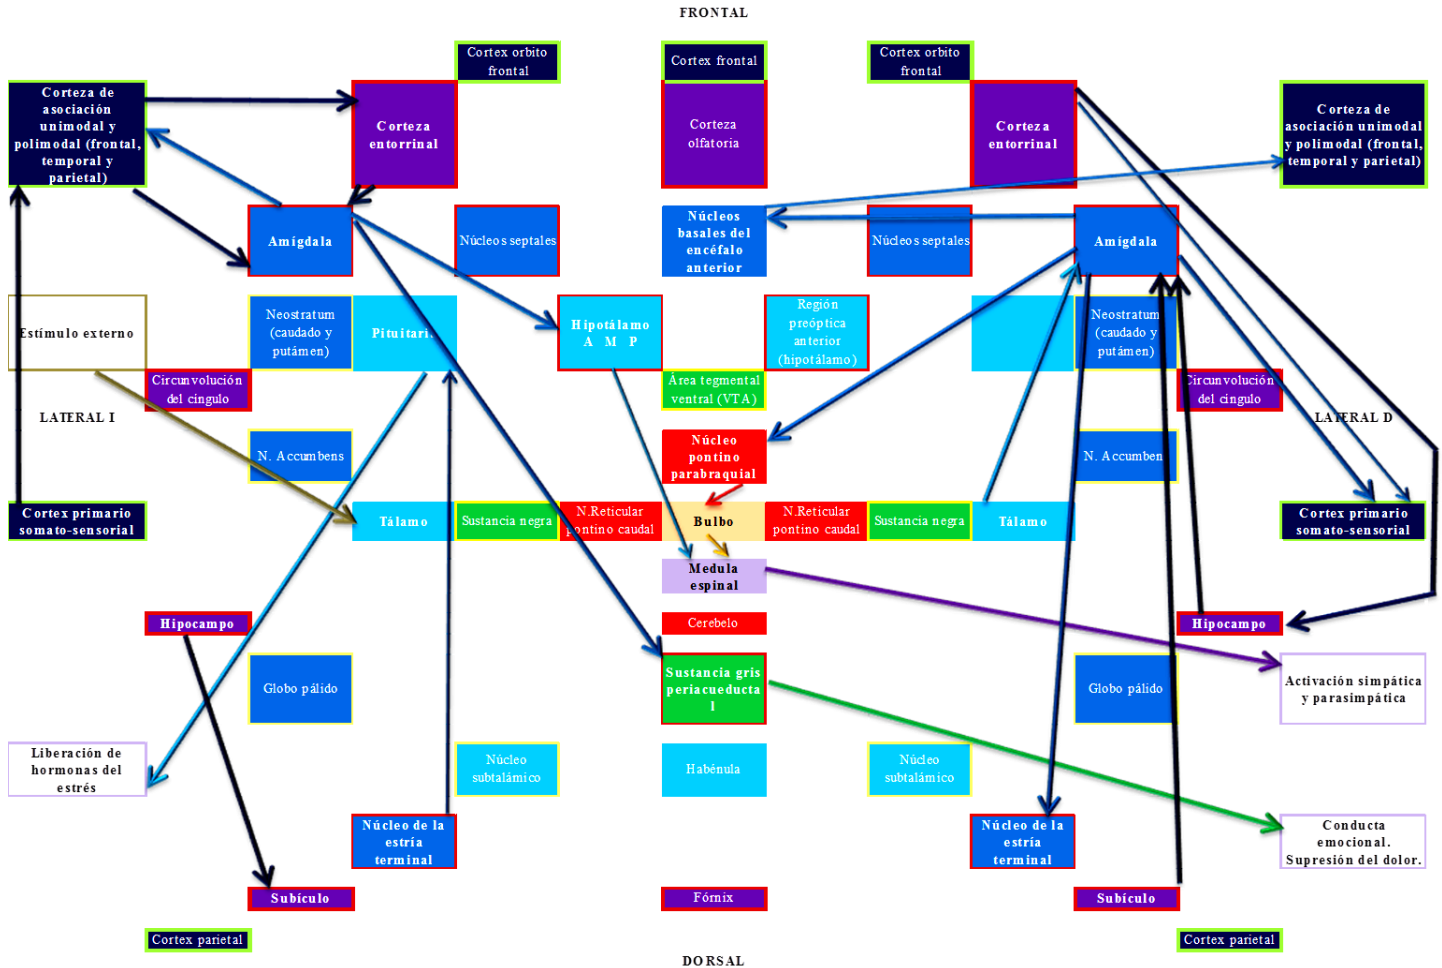 FRONTAL
Cortex orbito
frontal
Cortex frontal
Cortex orbito
frontal
Corteza de
asociación
unimodal y
polimodal (frontal,
temporal y
parietal)
Corteza
entorrinal
Corteza
olfatoria
Corteza
entorrinal
Corteza de
asociación unimodal
y polimodal (frontal,
temporal y parietal)
Amígdala
Núcleos septales
Núcleos
basales del
encéfalo
anterior
Núcleos septales
Amígdala
Estímulo externo
Neostratum
(caudado y
putámen)
Pituitaria
Hipotálamo
A M P
Región
preóptica
anterior
(hipotálamo)
Neostratum
(caudado y
putámen)
Circunvolución
del cíngulo
Área tegmental
ventral (VTA)
Circunvolución
del cíngulo
LATERAL I
LATERAL D
N. Accumbens
Núcleo
pontino
parabraquial
N. Accumbens
Cortex primario
somato-sensorial
Tálamo
Sustancia negra
N.Reticular
pontino caudal
Bulbo
N.Reticular
pontino caudal
Sustancia negra
Tálamo
Cortex primario
somato-sensorial
Medula
espinal
Hipocampo
Cerebelo
Hipocampo
Globo pálido
Sustancia gris
periacueducta
l
Globo pálido
Activación simpática
y parasimpática
Liberación de
hormonas del
estrés
Núcleo
subtalámico
Habénula
Núcleo
subtalámico
Núcleo de la
estría
terminal
Núcleo de la
estría
terminal
Conducta
emocional.
Supresión del dolor.
Subículo
Fórnix
Subículo
Cortex parietal
Cortex parietal
DORSAL